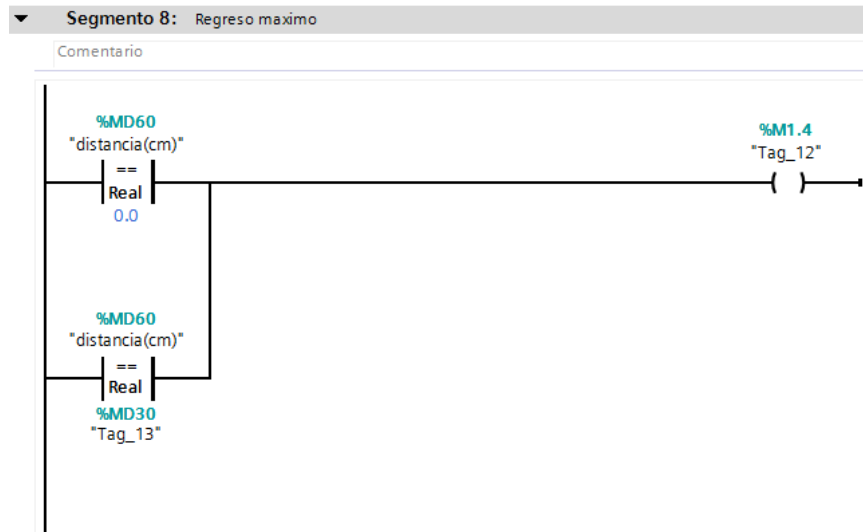 Segmento 8: Regreso maximo
Comentario
%MD60
"distancia(cm)"
==
Real
0.0
%M1.4
"Tag_12"
( )
%MD60
"distancia(cm)"
==
Real
%MD30
"Tag_13"